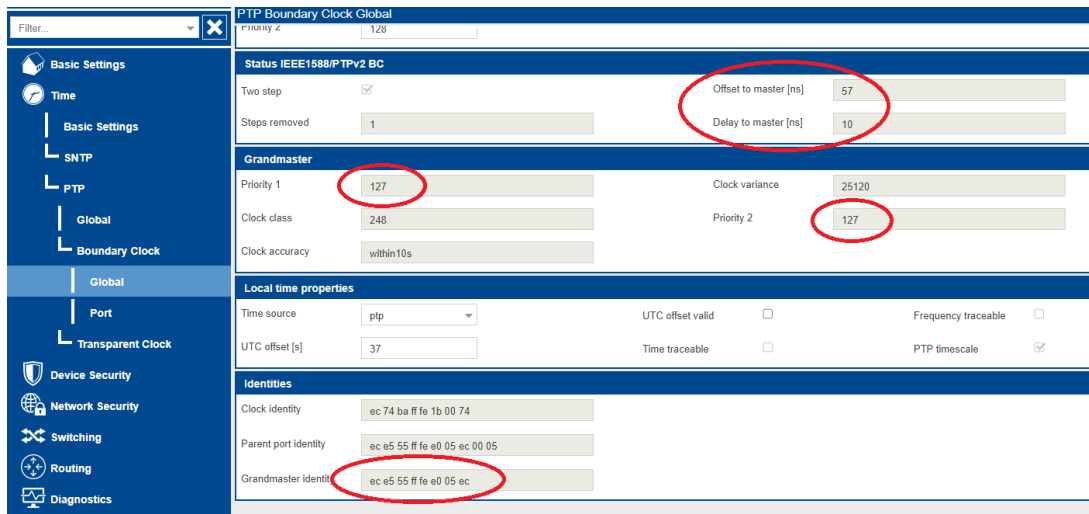 PTP Boundary Clock Global
Filter...
Priority 2 128
Basic Settings
Time
Basic Settings
SNTP
PTP
Global
Boundary Clock
Global
Port
Transparent Clock
Device Security
Network Security
Switching
Routing
Diagnostics
Status IEEE1588/PTPv2 BC
Two step Offset to master [ns] 57
Steps removed 1 Delay to master [ns] 10
Grandmaster
Priority 1 127 Clock variance 25120
Clock class 248 Priority 2 127
Clock accuracy within10s
Local time properties
Time source ptp UTC offset valid Frequency traceable
UTC offset [s] 37 Time traceable PTP timescale
Identities
Clock identity ec 74 ba ff fe 1b 00 74
Parent port identity ec e5 55 ff fe e0 05 ec 00 05
Grandmaster identit ec e5 55 ff fe e0 05 ec